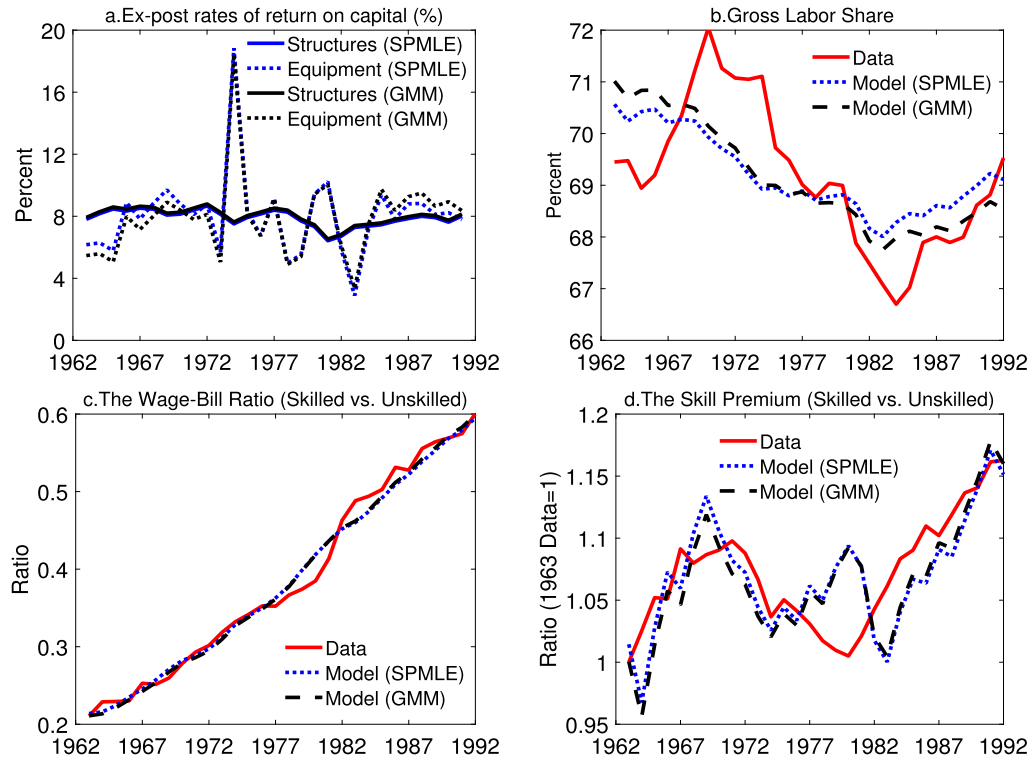 a.Ex-post rates of return on capital (%)
Percent
20
16
12
8
4
0
Structures (SPMLE)
Equipment (SPMLE)
Structures (GMM)
Equipment (GMM)
1962 1967 1972 1977 1982 1987 1992
b.Gross Labor Share
Percent
72
71
70
69
68
67
66
Data
Model (SPMLE)
Model (GMM)
1962 1967 1972 1977 1982 1987 1992
c.The Wage-Bill Ratio (Skilled vs. Unskilled)
Ratio
0.6
0.5
0.4
0.3
0.2
Data
Model (SPMLE)
Model (GMM)
1962 1967 1972 1977 1982 1987 1992
d.The Skill Premium (Skilled vs. Unskilled)
Ratio (1963 Data=1)
1.2
1.15
1.1
1.05
1
0.95
Data
Model (SPMLE)
Model (GMM)
1962 1967 1972 1977 1982 1987 1992